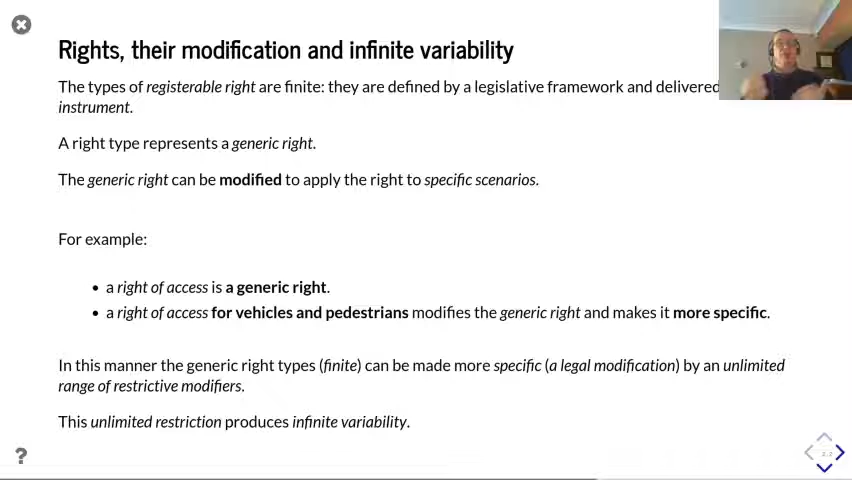 Rights, their modification and infinite variability
The types of registerable right are finite: they are defined by a legislative framework and delivered
instrument.
A right type represents a generic right.
The generic right can be modified to apply the right to specific scenarios.
For example:
• a right of access is a generic right.
• a right of access for vehicles and pedestrians modifies the generic right and makes it more specific.
In this manner the generic right types (finite) can be made more specific (a legal modification) by an unlimited
range of restrictive modifiers.
This unlimited restriction produces infinite variability.
?
2.2